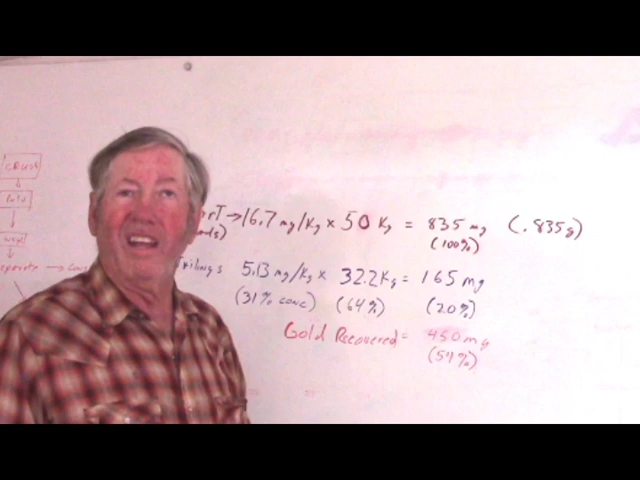 CRUSH
16.7 mg/Kg × 50 Kg = 835 mg (.835g)
(100%)
5.13 mg/Kg × 32.2 Kg = 165 mg
(31% conc) (64%) (20%)
Gold Recovered = 450 mg
(54%)